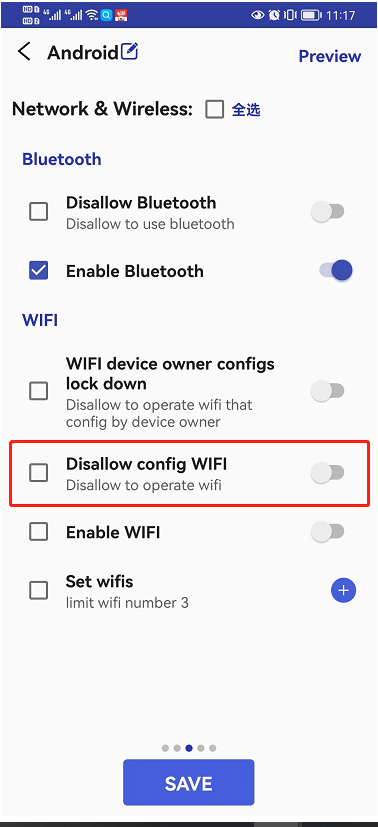 11:17
Android
Preview
Network & Wireless: 全选
Bluetooth
Disallow Bluetooth
Disallow to use bluetooth
Enable Bluetooth
WIFI
WIFI device owner configs
lock down
Disallow to operate wifi that
config by device owner
Disallow config WIFI
Disallow to operate wifi
Enable WIFI
Set wifis
limit wifi number 3
SAVE